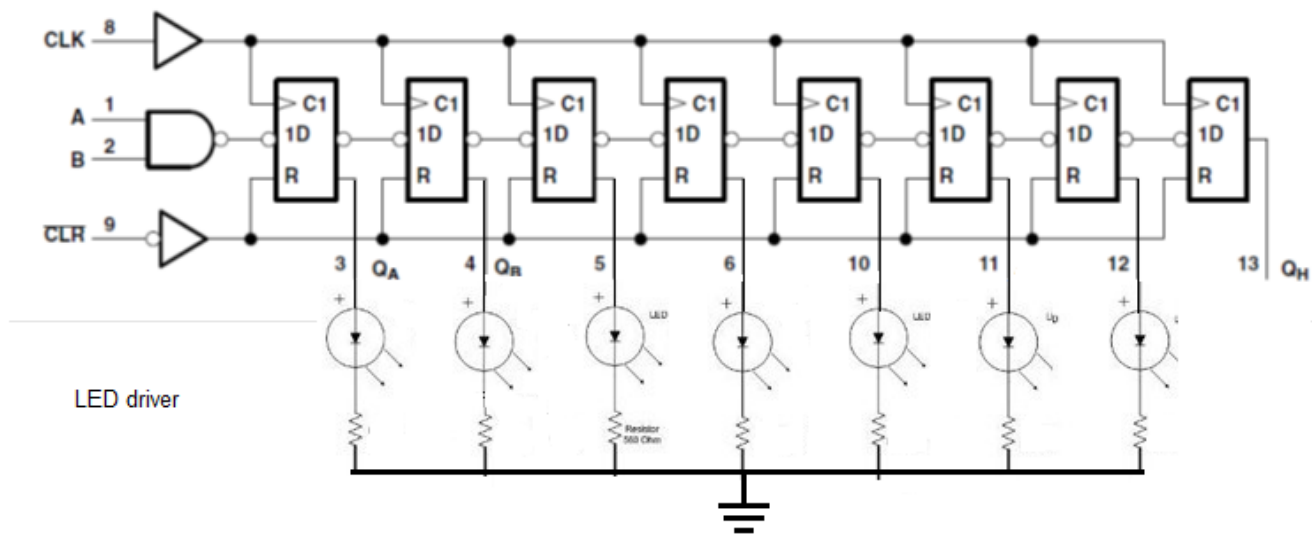 CLK 8
C1 C1 C1 C1 C1 C1 C1 C1
A 1
1D 1D 1D 1D 1D 1D 1D 1D
B 2
R R R R R R R R
CLR 9
3 QA 4 QB 5 6 10 11 12 13 QH
+ + + + + + +
LED LED
LED driver
Resistor
560 Ohm